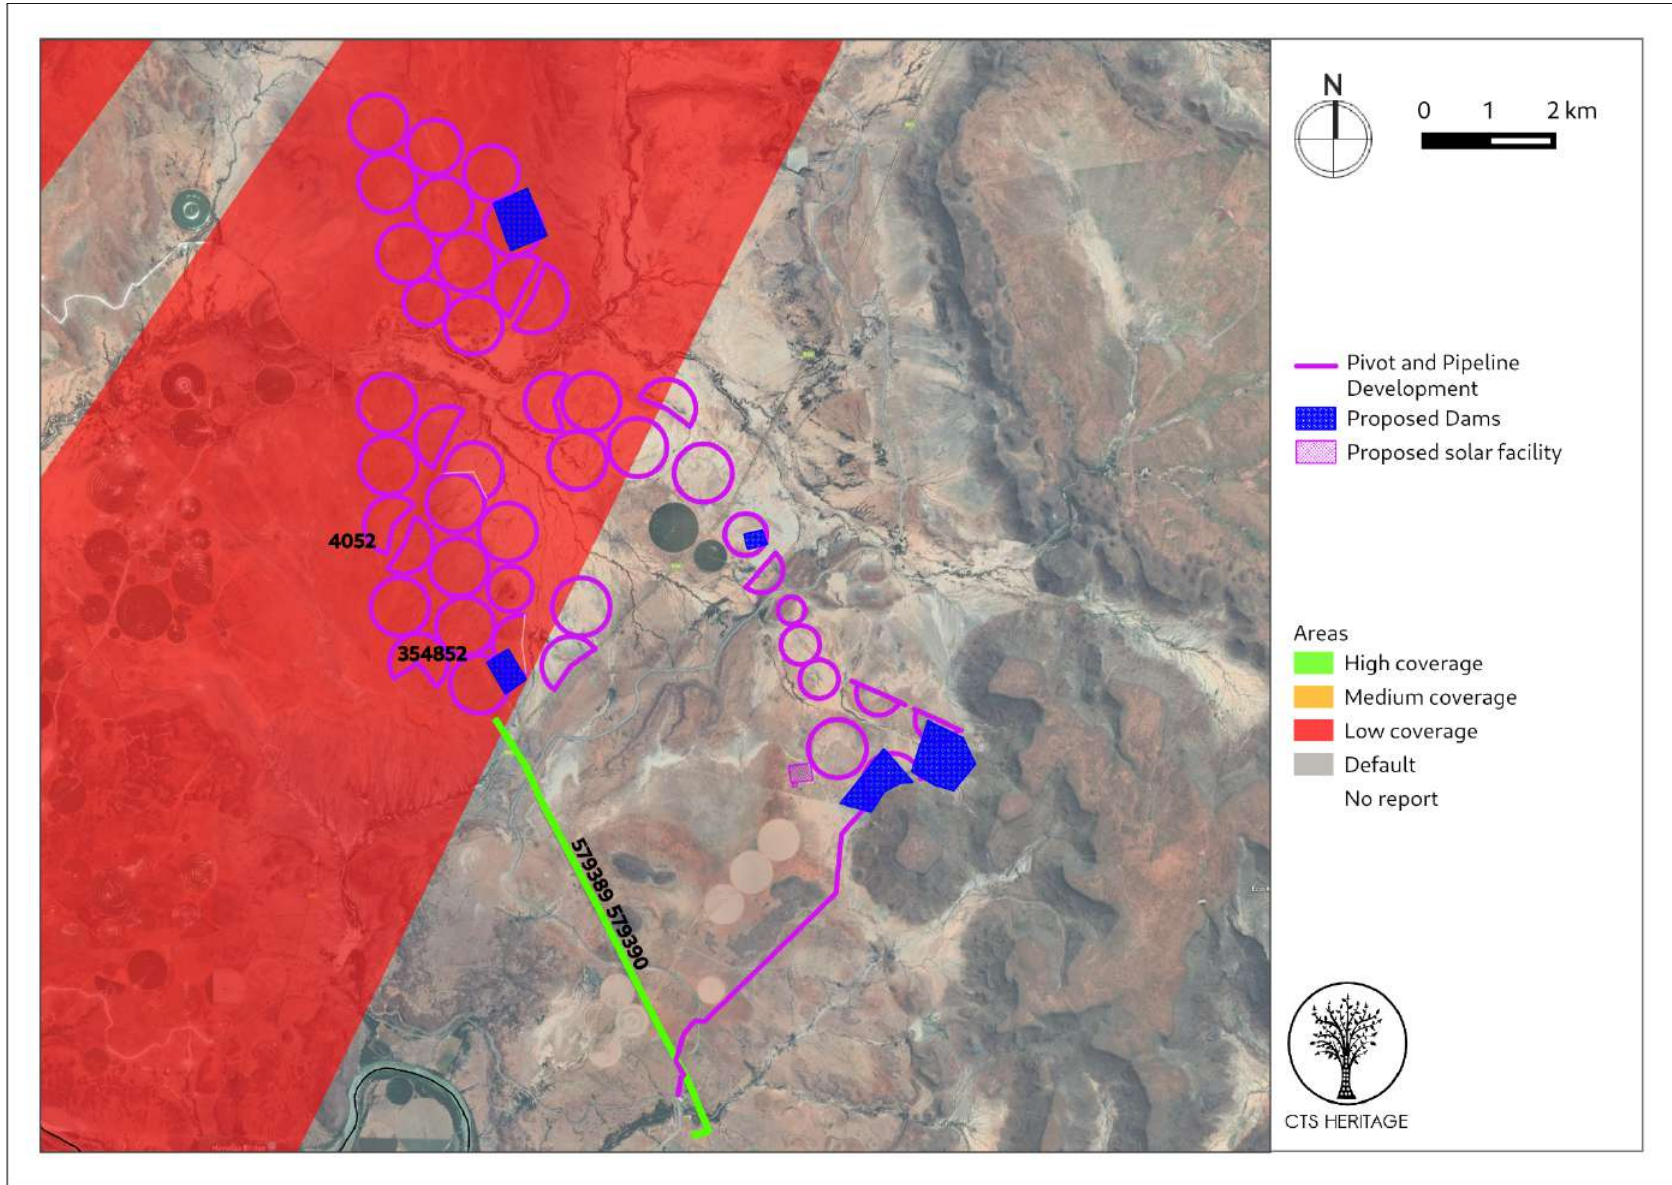 N
0 1 2 km
Pivot and Pipeline
Development
Proposed Dams
Proposed solar facility
4052
354852
579389 579390
Areas
High coverage
Medium coverage
Low coverage
Default
No report
CTS HERITAGE